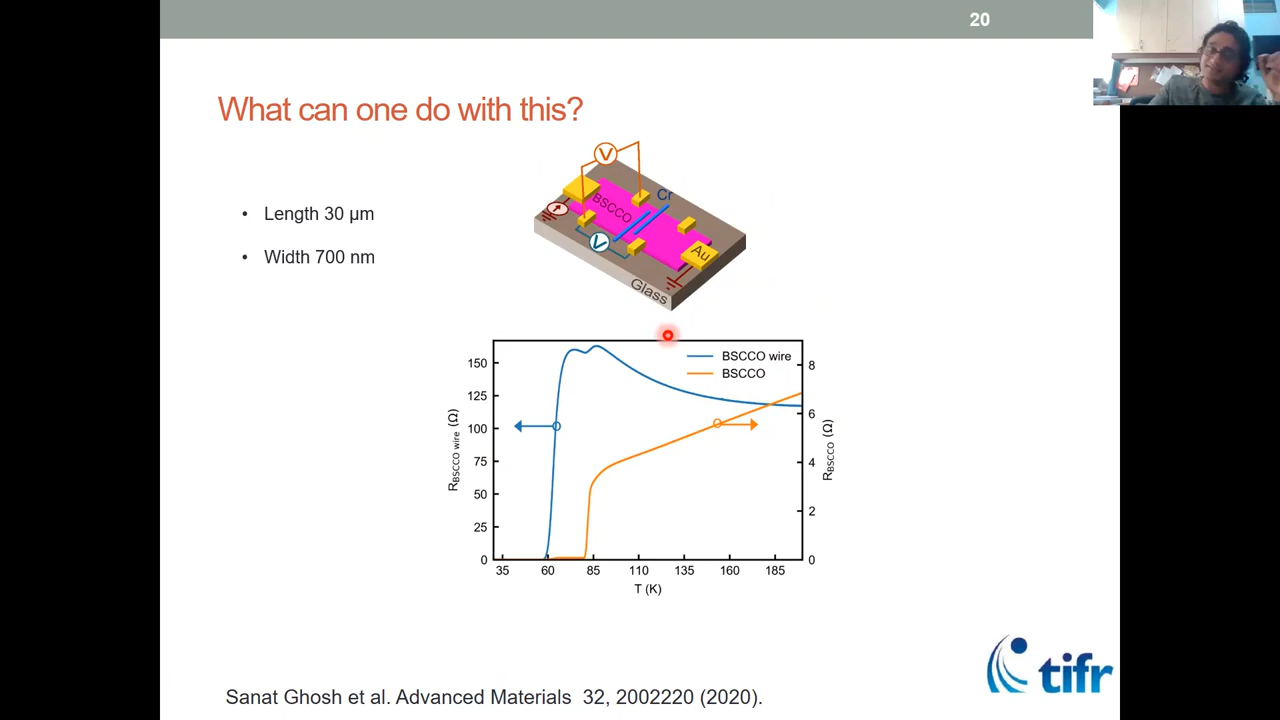 20
What can one do with this?
• Length 30 µm
• Width 700 nm
V
Cr
BSCCO
V
Au
Glass
BSCCO wire
BSCCO
150
125
100
75
50
25
0
R_BSCCO wire (Ω)
8
6
4
2
0
R_BSCCO (Ω)
35 60 85 110 135 160 185
T (K)
tifr
Sanat Ghosh et al. Advanced Materials 32, 2002220 (2020).